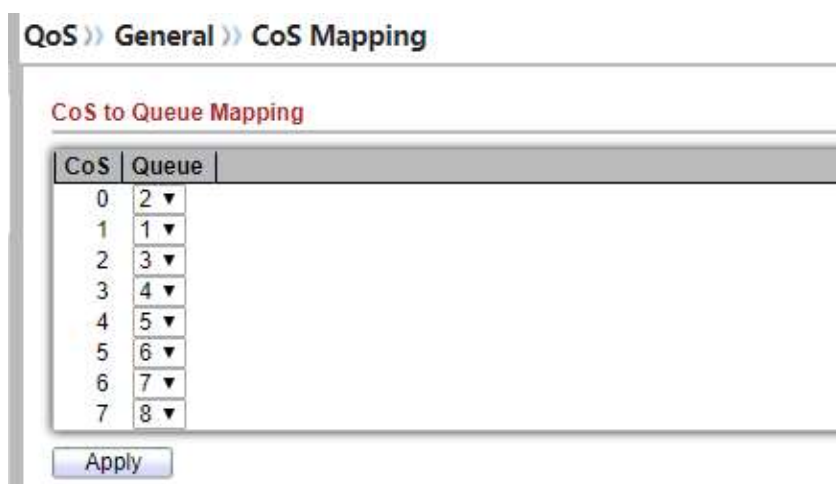 QoS » General » CoS Mapping
CoS to Queue Mapping
CoS Queue
0 2
1 1
2 3
3 4
4 5
5 6
6 7
7 8
Apply